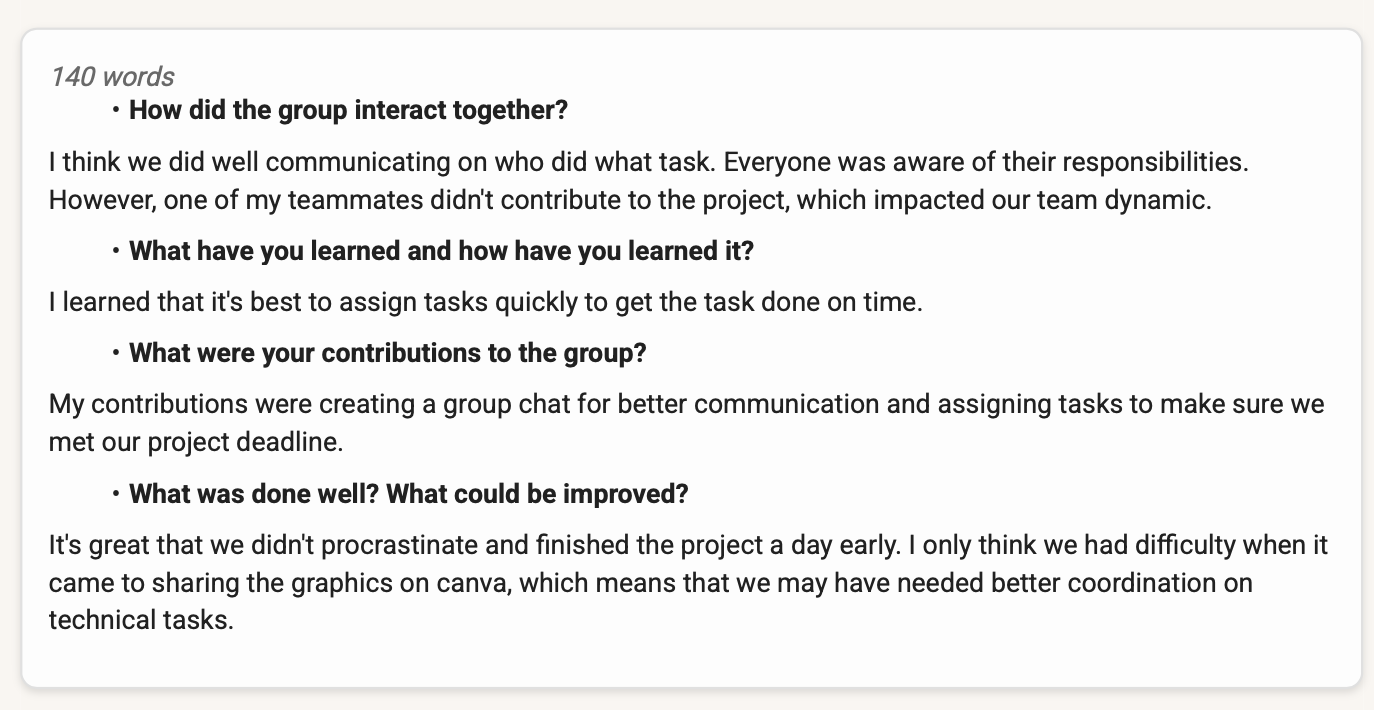 140 words
• How did the group interact together?
I think we did well communicating on who did what task. Everyone was aware of their responsibilities.
However, one of my teammates didn't contribute to the project, which impacted our team dynamic.
• What have you learned and how have you learned it?
I learned that it's best to assign tasks quickly to get the task done on time.
• What were your contributions to the group?
My contributions were creating a group chat for better communication and assigning tasks to make sure we
met our project deadline.
• What was done well? What could be improved?
It's great that we didn't procrastinate and finished the project a day early. I only think we had difficulty when it
came to sharing the graphics on canva, which means that we may have needed better coordination on
technical tasks.